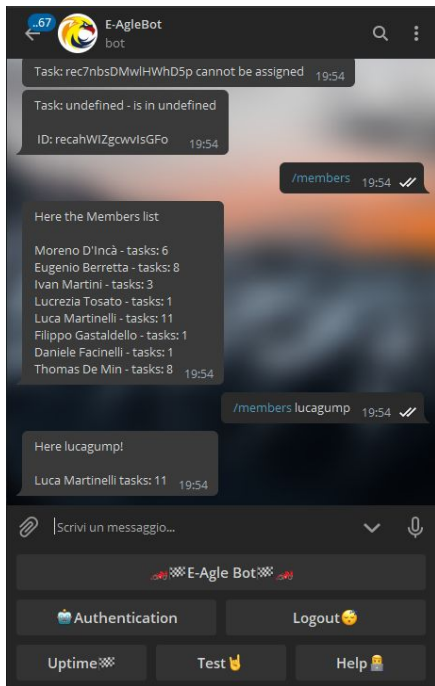 ..67
E-AgleBot
bot
Task: rec7nbsDMwlHWhD5p cannot be assigned 19:54
Task: undefined - is in undefined
ID: recahWIZgcwvIsGFo 19:54
/members 19:54
Here the Members list
Moreno D'Incà - tasks: 6
Eugenio Berretta - tasks: 8
Ivan Martini - tasks: 3
Lucrezia Tosato - tasks: 1
Luca Martinelli - tasks: 11
Filippo Gastaldello - tasks: 1
Daniele Facinelli - tasks: 1
Thomas De Min - tasks: 8 19:54
/members lucagump 19:54
Here lucagump!
Luca Martinelli tasks: 11 19:54
Scrivi un messaggio...
🏎🏁E-Agle Bot🏁🏎
🤖Authentication Logout😴
Uptime🏁 Test🤘 Help👨‍💻